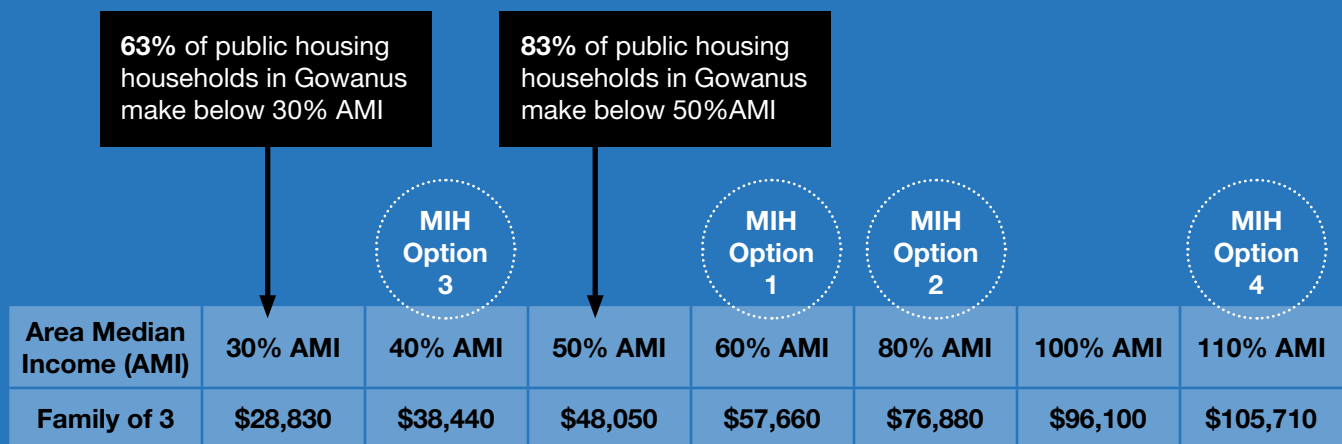 63% of public housing
households in Gowanus
make below 30% AMI
83% of public housing
households in Gowanus
make below 50%AMI
MIH
Option
3
MIH
Option
1
MIH
Option
2
MIH
Option
4
Area Median
Income (AMI)
30% AMI
40% AMI
50% AMI
60% AMI
80% AMI
100% AMI
110% AMI
Family of 3
$28,830
$38,440
$48,050
$57,660
$76,880
$96,100
$105,710